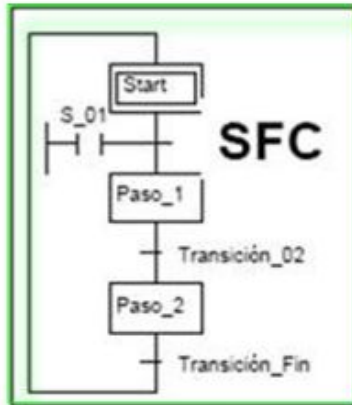 Start
S_01
SFC
Paso_1
Transición_02
Paso_2
Transición_Fin